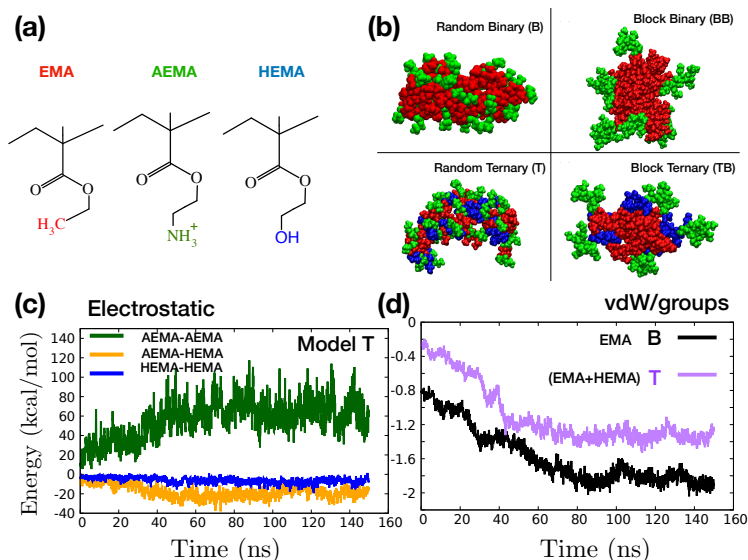 (a)
EMA
AEMA
HEMA
O
O
H₃C
O
O
NH₃⁺
O
O
OH
(b)
Random Binary (B)
Block Binary (BB)
Random Ternary (T)
Block Ternary (TB)
(c) Electrostatic
Model T
AEMA-AEMA
AEMA-HEMA
HEMA-HEMA
Energy (kcal/mol)
140
120
100
80
60
40
20
0
-20
-40
0 20 40 60 80 100 120 140 160
Time (ns)
(d) vdW/groups
EMA B
(EMA+HEMA) T
0
-0.4
-0.8
-1.2
-1.6
-2
0 20 40 60 80 100 120 140 160
Time (ns)